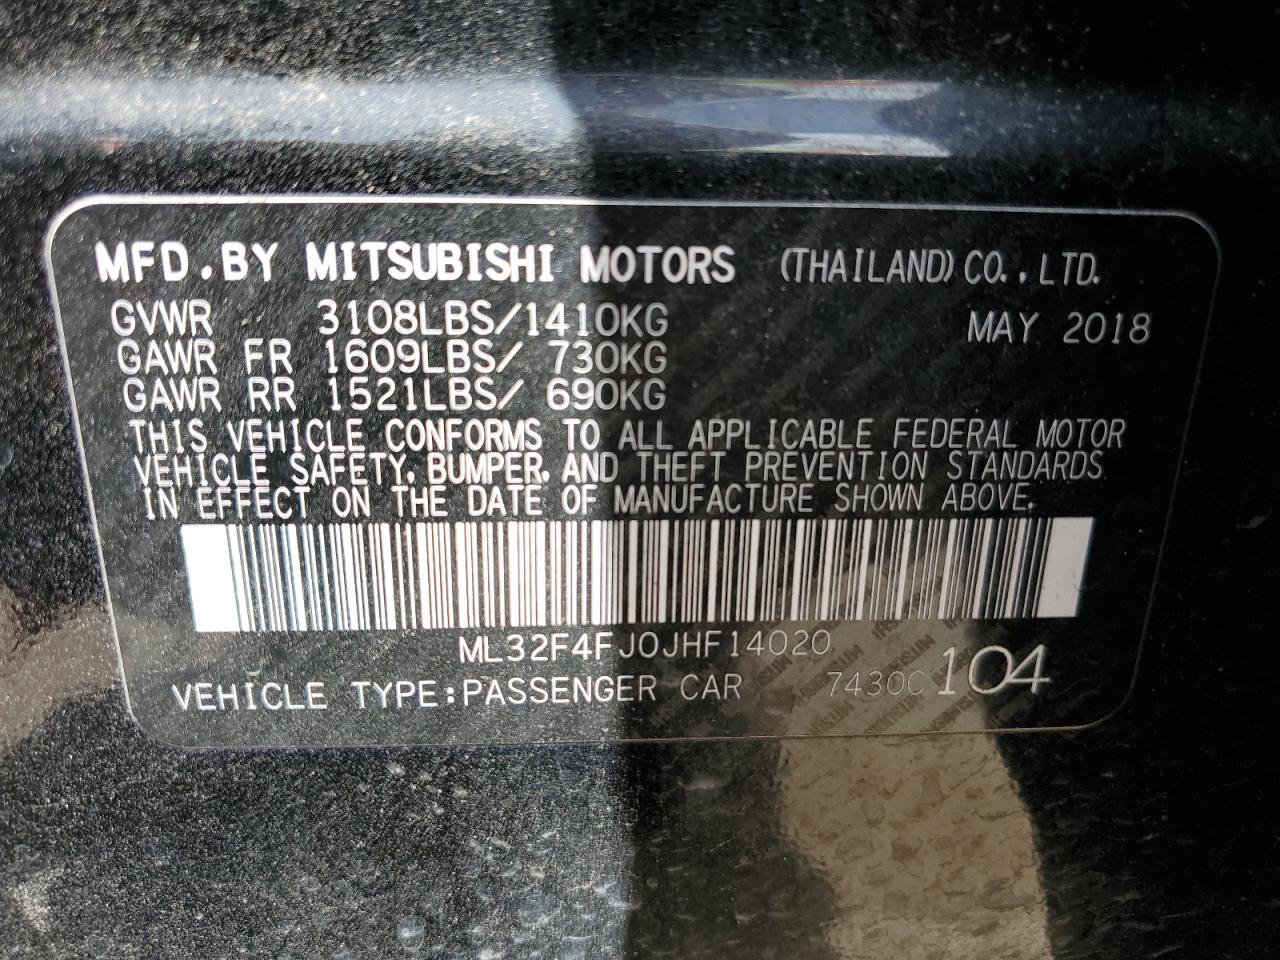 MFD.BY MITSUBISHI MOTORS (THAILAND) CO.,LTD.
GVWR 3108LBS/1410KG MAY 2018
GAWR FR 1609LBS/ 730KG
GAWR RR 1521LBS/ 690KG
THIS VEHICLE CONFORMS TO ALL APPLICABLE FEDERAL MOTOR
VEHICLE SAFETY, BUMPER, AND THEFT PREVENTION STANDARDS
IN EFFECT ON THE DATE OF MANUFACTURE SHOWN ABOVE.
ML32F4FJ0JHF14020
VEHICLE TYPE:PASSENGER CAR 7430C104